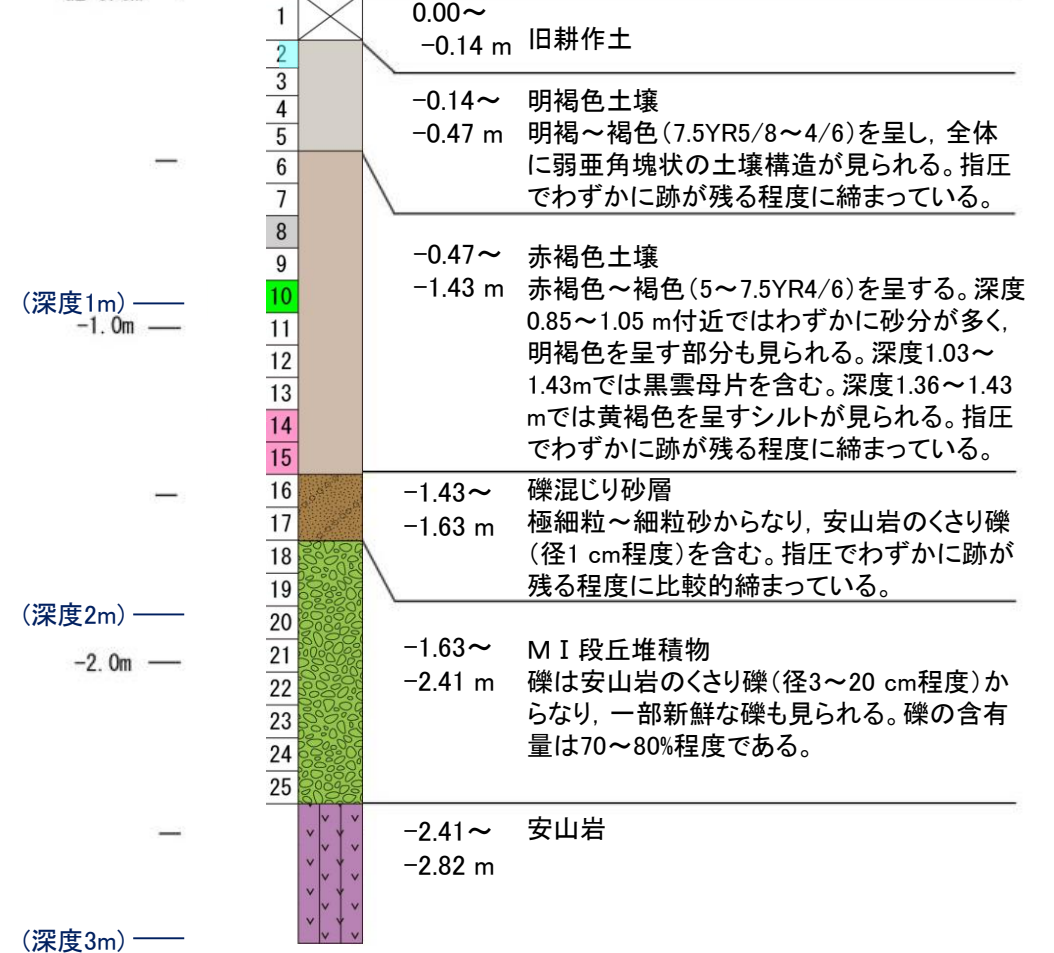 1
2
3
4
5
6
7
8
9
10
11
12
13
14
15
16
17
18
19
20
21
22
23
24
25
(深度1m)
-1.0m
(深度2m)
-2.0m
(深度3m)
0.00～
-0.14 m 旧耕作土
-0.14～ 明褐色土壌
-0.47 m 明褐～褐色(7.5YR5/8～4/6)を呈し, 全体
に弱亜角塊状の土壌構造が見られる。指圧
でわずかに跡が残る程度に締まっている。
-0.47～ 赤褐色土壌
-1.43 m 赤褐色～褐色(5～7.5YR4/6)を呈する。深度
0.85～1.05 m付近ではわずかに砂分が多く,
明褐色を呈す部分も見られる。深度1.03～
1.43mでは黒雲母片を含む。深度1.36～1.43
mでは黄褐色を呈すシルトが見られる。指圧
でわずかに跡が残る程度に締まっている。
-1.43～ 礫混じり砂層
-1.63 m 極細粒～細粒砂からなり, 安山岩のくさり礫
(径1 cm程度)を含む。指圧でわずかに跡が
残る程度に比較的締まっている。
-1.63～ ＭＩ段丘堆積物
-2.41 m 礫は安山岩のくさり礫(径3～20 cm程度)か
らなり, 一部新鮮な礫も見られる。礫の含有
量は70～80%程度である。
-2.41～ 安山岩
-2.82 m